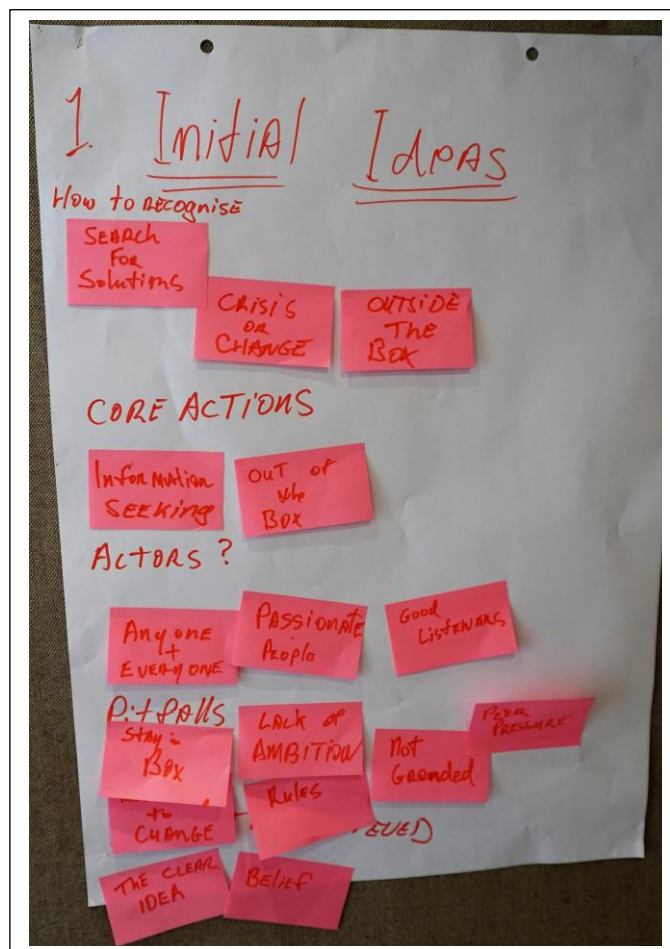 1. Initial Ideas
How to recognise
SEARCH
FOR
Solutions
CRISIS
OR
CHANGE
OUTSIDE
THE
BOX
CORE ACTIONS
INFORMATION
SEEKING
OUT OF
the
BOX
ACTORS?
Anyone
+
EVERYONE
PASSIONATE
People
Good
Listeners
Pitfalls
Stay in
Box
LACK OF
AMBITION
Not
Grounded
PEER
PRESSURE
to
CHANGE
Rules
THE CLEAR
IDEA
Belief